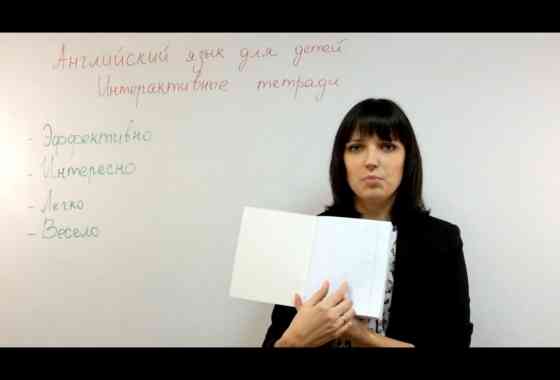 Английский язык для детей
Интерактивные тетради
- Эффективно
- Интересно
- Легко
- Весело